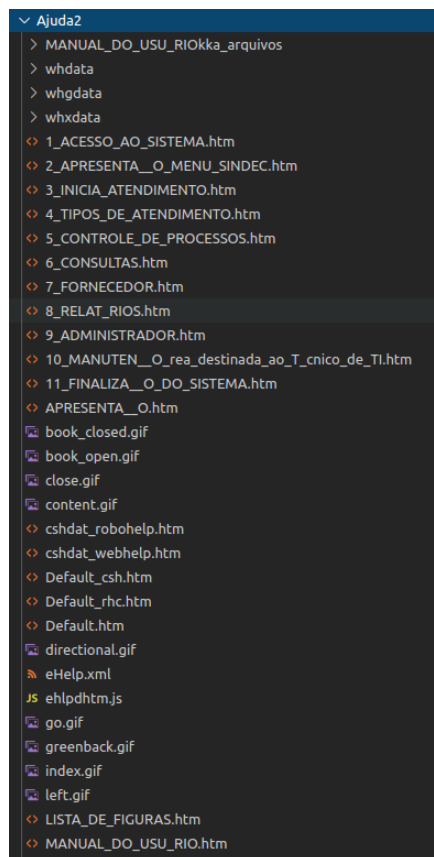 Ajuda2
MANUAL_DO_USU_RIOkka_arquivos
whdata
whgdata
whxdata
1_ACESSO_AO_SISTEMA.htm
2_APRESENTA__O_MENU_SINDEC.htm
3_INICIA_ATENDIMENTO.htm
4_TIPOS_DE_ATENDIMENTO.htm
5_CONTROLE_DE_PROCESSOS.htm
6_CONSULTAS.htm
7_FORNECEDOR.htm
8_RELAT_RIOS.htm
9_ADMINISTRADOR.htm
10_MANUTEN__O_rea_destinada_ao_T_cnico_de_TI.htm
11_FINALIZA__O_DO_SISTEMA.htm
APRESENTA__O.htm
book_closed.gif
book_open.gif
close.gif
content.gif
cshdat_robohelp.htm
cshdat_webhelp.htm
Default_csh.htm
Default_rhc.htm
Default.htm
directional.gif
eHelp.xml
JS ehlpdhtm.js
go.gif
greenback.gif
index.gif
left.gif
LISTA_DE_FIGURAS.htm
MANUAL_DO_USU_RIO.htm